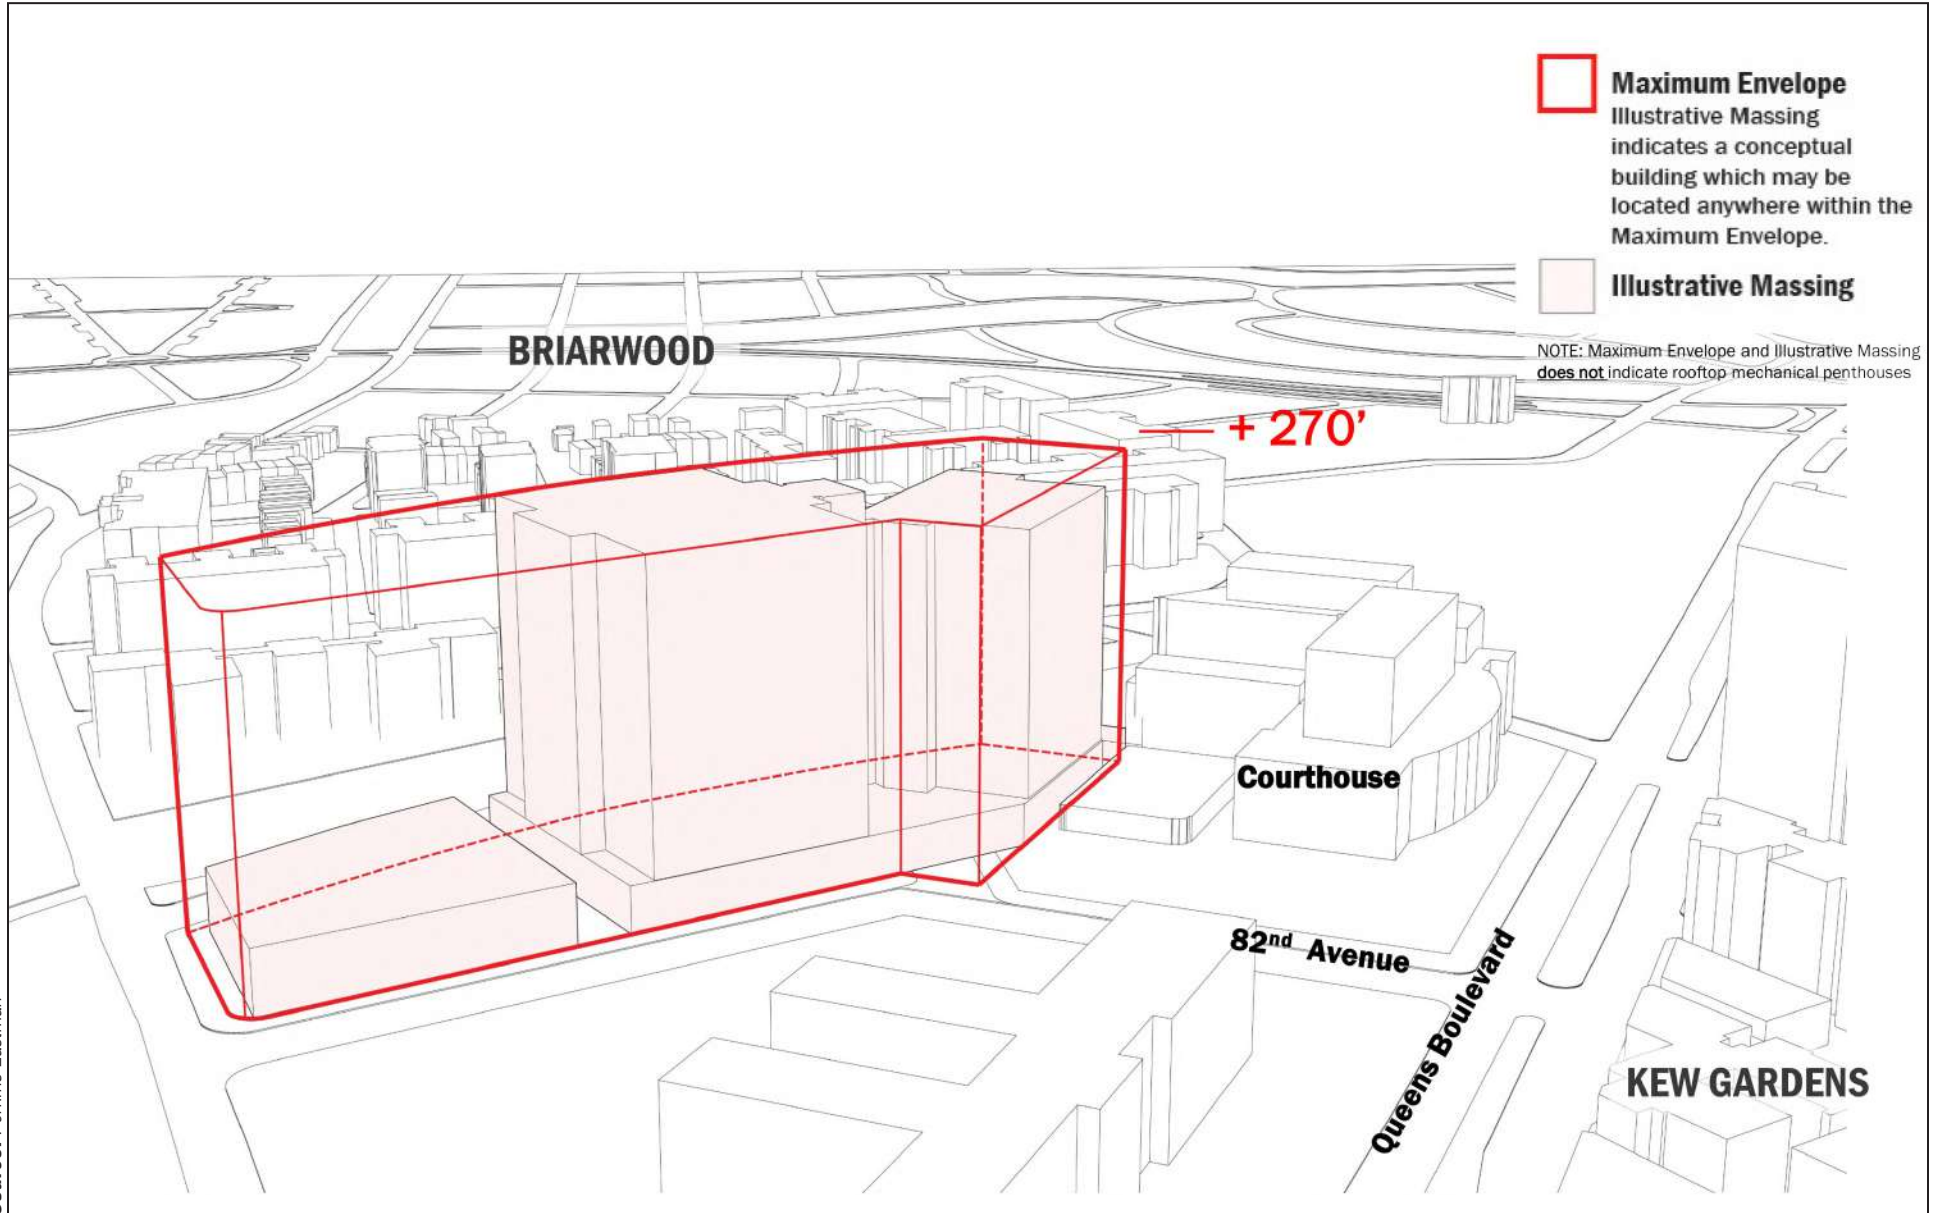 Maximum Envelope
Illustrative Massing
indicates a conceptual
building which may be
located anywhere within the
Maximum Envelope.
Illustrative Massing
NOTE: Maximum Envelope and Illustrative Massing
does not indicate rooftop mechanical penthouses
BRIARWOOD
+ 270’
Courthouse
82nd Avenue
Queens Boulevard
KEW GARDENS